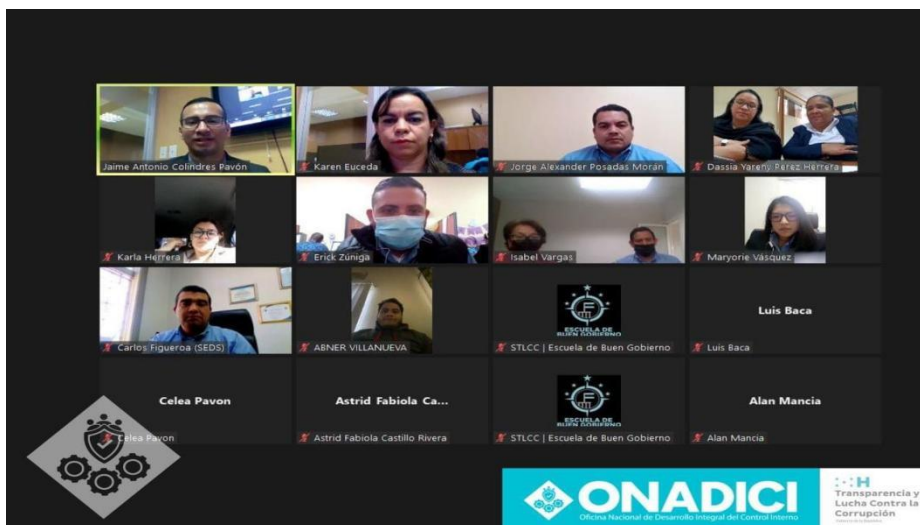 Jaime Antonio Colindres Pavón
Karen Euceda
Jorge Alexander Posadas Morán
Dassia Yareny Pérez Herrera
Karla Herrera
Erick Zúniga
Isabel Vargas
Maryorie Vásquez
Carlos Figueroa (SEDS)
ABNER VILLANUEVA
ESCUELA DE
BUEN GOBIERNO
STLCC | Escuela de Buen Gobierno
Luis Baca
Luis Baca
Celea Pavon
Celea Pavon
Astrid Fabiola Ca...
Astrid Fabiola Castillo Rivera
ESCUELA DE
BUEN GOBIERNO
STLCC | Escuela de Buen Gobierno
Alan Mancia
Alan Mancia
ONADICI
Oficina Nacional de Desarrollo Integral del Control Interno
H
Transparencia y
Lucha Contra la
Corrupción